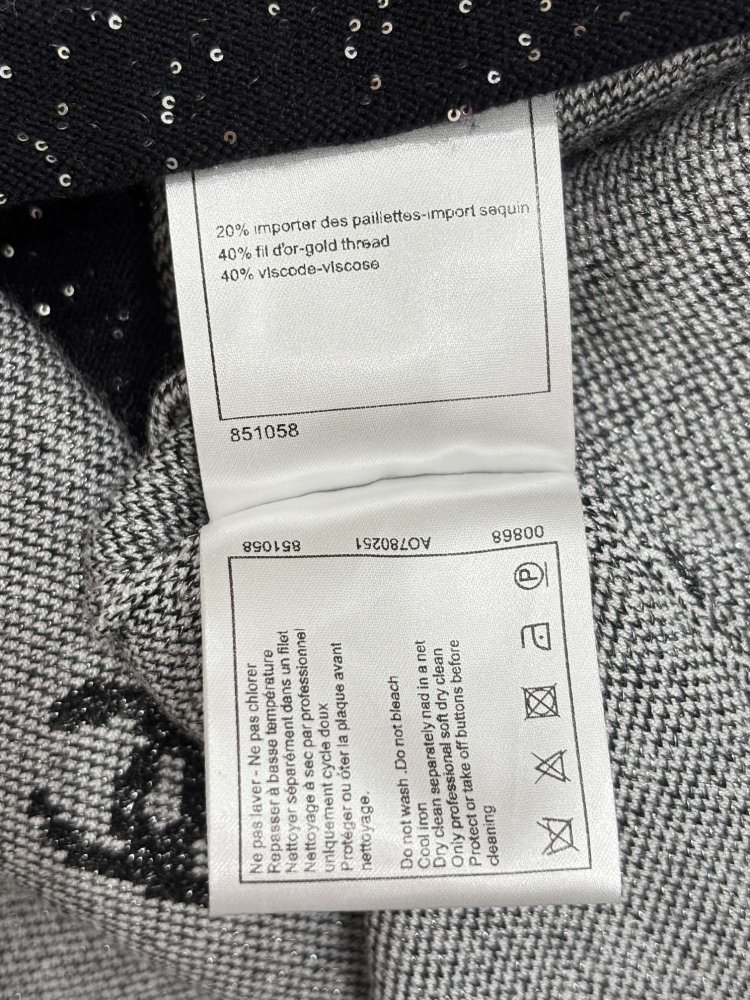 20% importer des paillettes-import sequin
40% fil d'or-gold thread
40% viscode-viscose
851058
851058
AO780251
00868
Ne pas laver - Ne pas chlorer
Repasser à basse température
Nettoyer séparément dans un filet
Nettoyage à sec par professionnel
uniquement cycle doux
Protéger ou óter la plaque avant
nettoyage.
Do not wash .Do not bleach
Cool iron
Dry clean separately nad in a net
Only professional soft dry clean
Protect or take off buttons before
cleaning
P